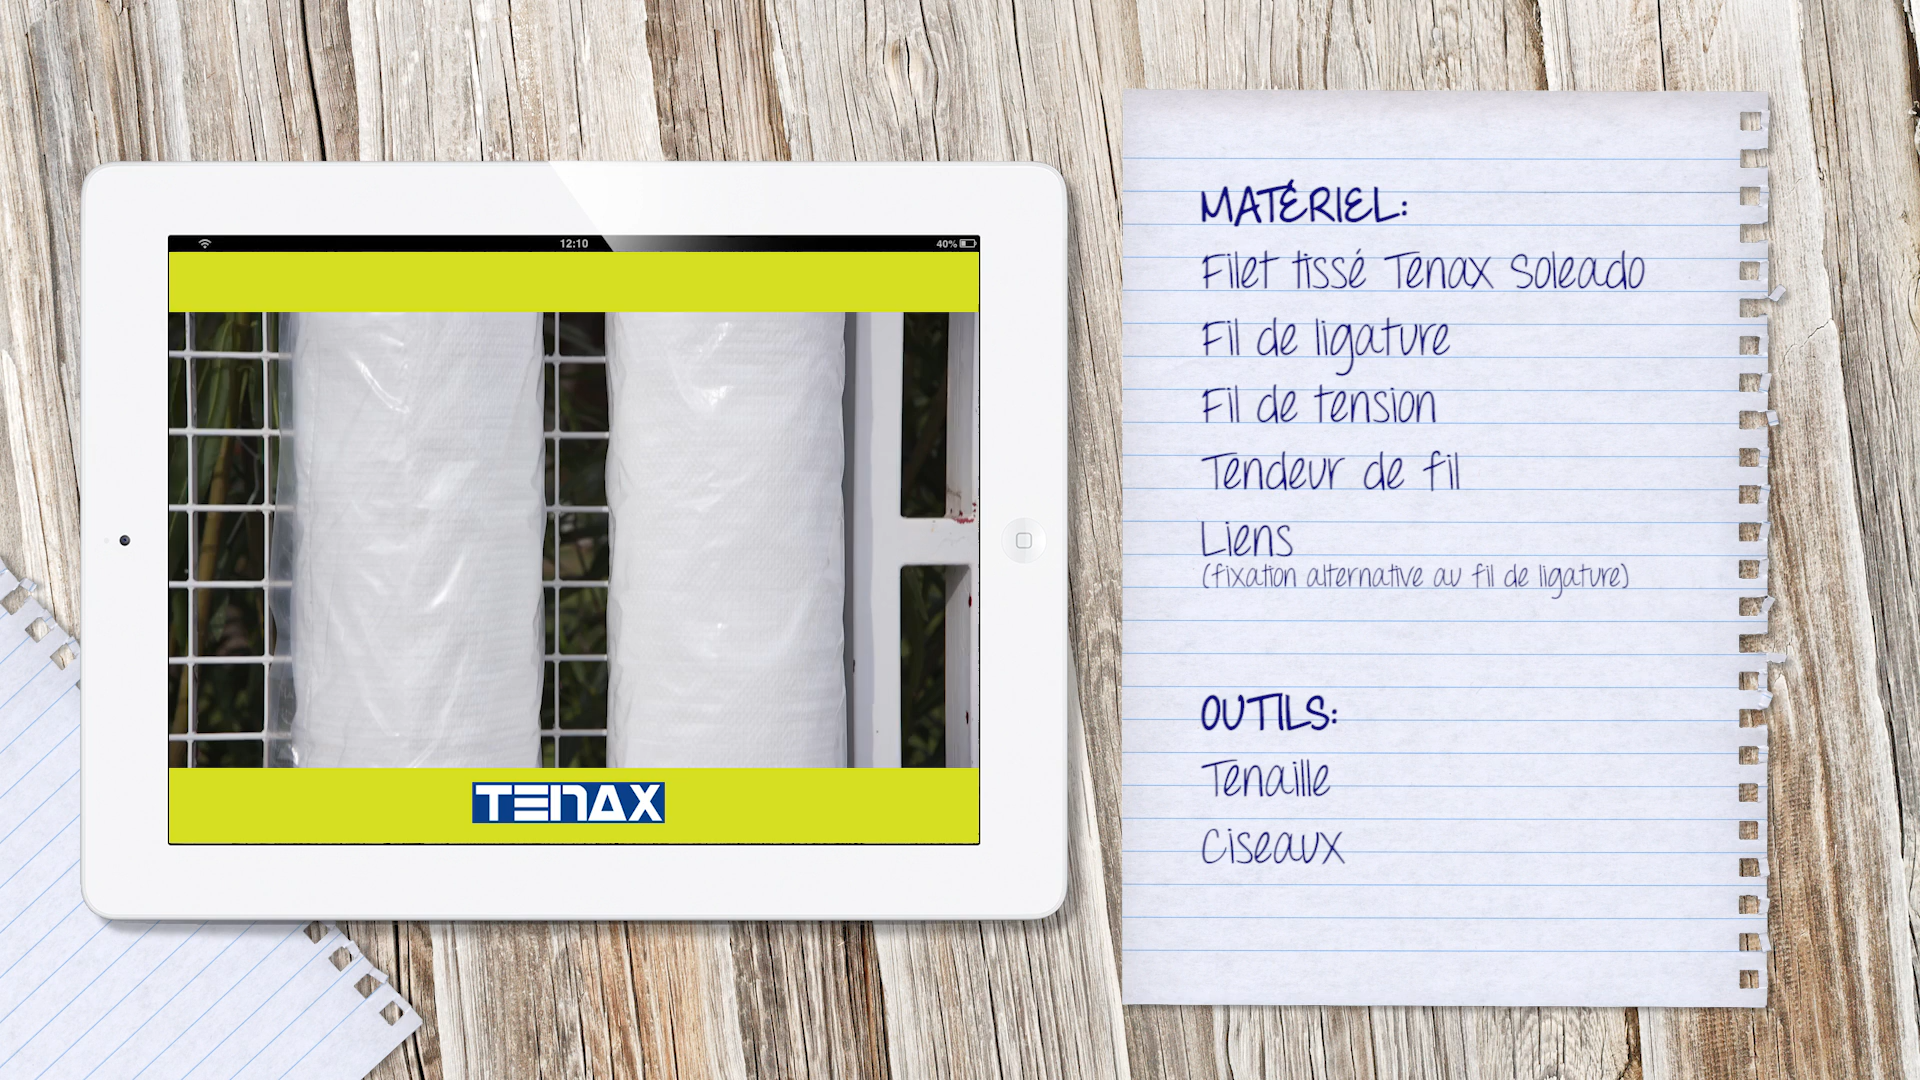 12:10
40%
TENAX
MATÉRIEL:
Filet tissé Tenax Soleado
Fil de ligature
Fil de tension
Tendeur de fil
Liens
(fixation alternative au fil de ligature)
OUTILS:
Tenaille
Ciseaux